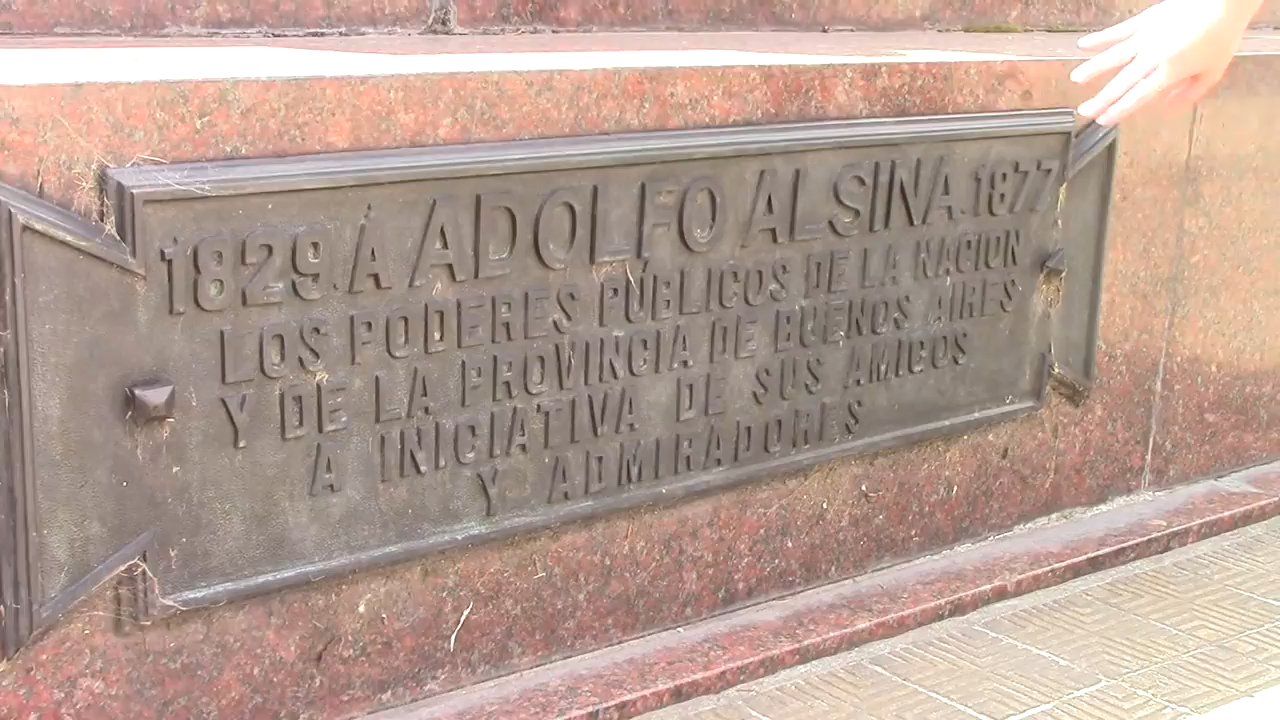 1829 A ADOLFO ALSINA 1877
LOS PODERES PÚBLICOS DE LA NACION
Y DE LA PROVINCIA DE BUENOS AIRES
A INICIATIVA DE SUS AMIGOS
Y ADMIRADORES